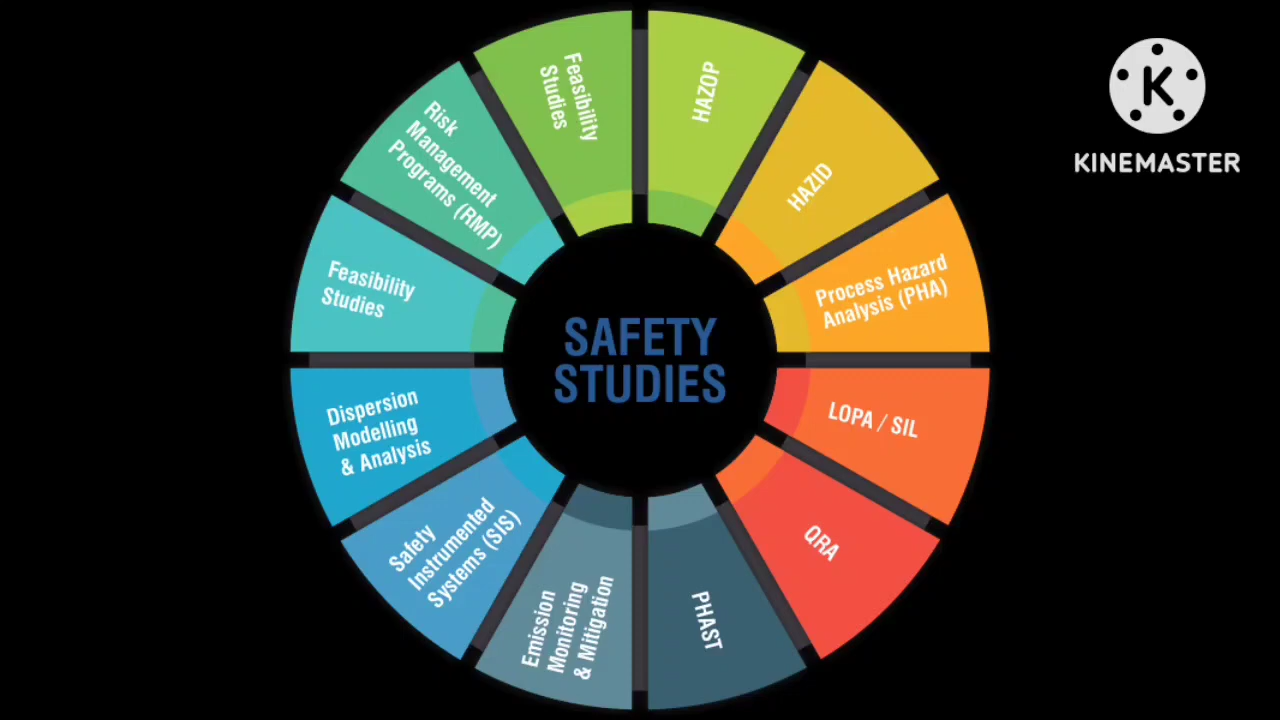 SAFETY
STUDIES
HAZOP
HAZID
Process Hazard
Analysis (PHA)
LOPA / SIL
QRA
PHAST
Emission
Monitoring
& Mitigation
Safety
Instrumented
Systems (SIS)
Dispersion
Modelling
& Analysis
Feasibility
Studies
Risk
Management
Programs (RMP)
Feasibility
Studies
K
KINEMASTER